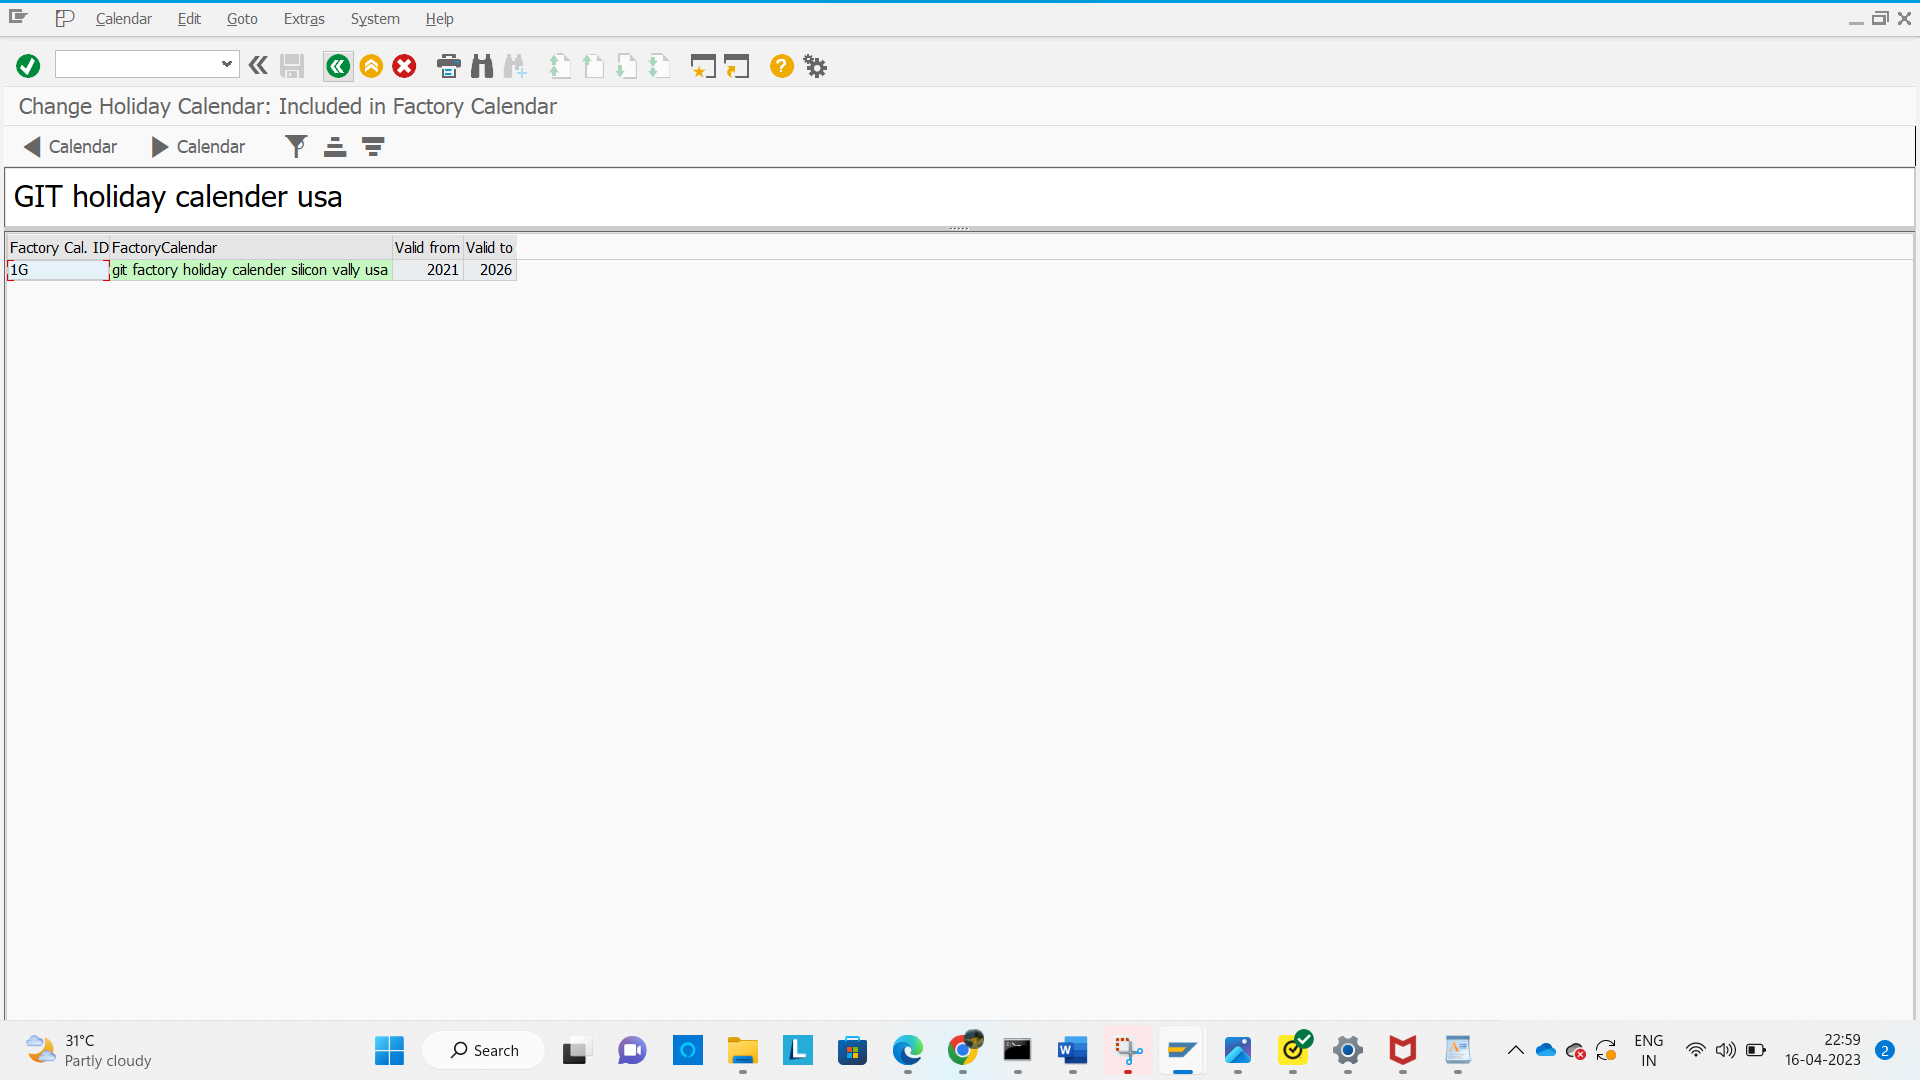 Calendar Edit Goto Extras System Help
Change Holiday Calendar: Included in Factory Calendar
Calendar Calendar
GIT holiday calender usa
Factory Cal. ID FactoryCalendar Valid from Valid to
1G git factory holiday calender silicon vally usa 2021 2026
31°C
Partly cloudy
Search
ENG
IN
22:59
16-04-2023
2